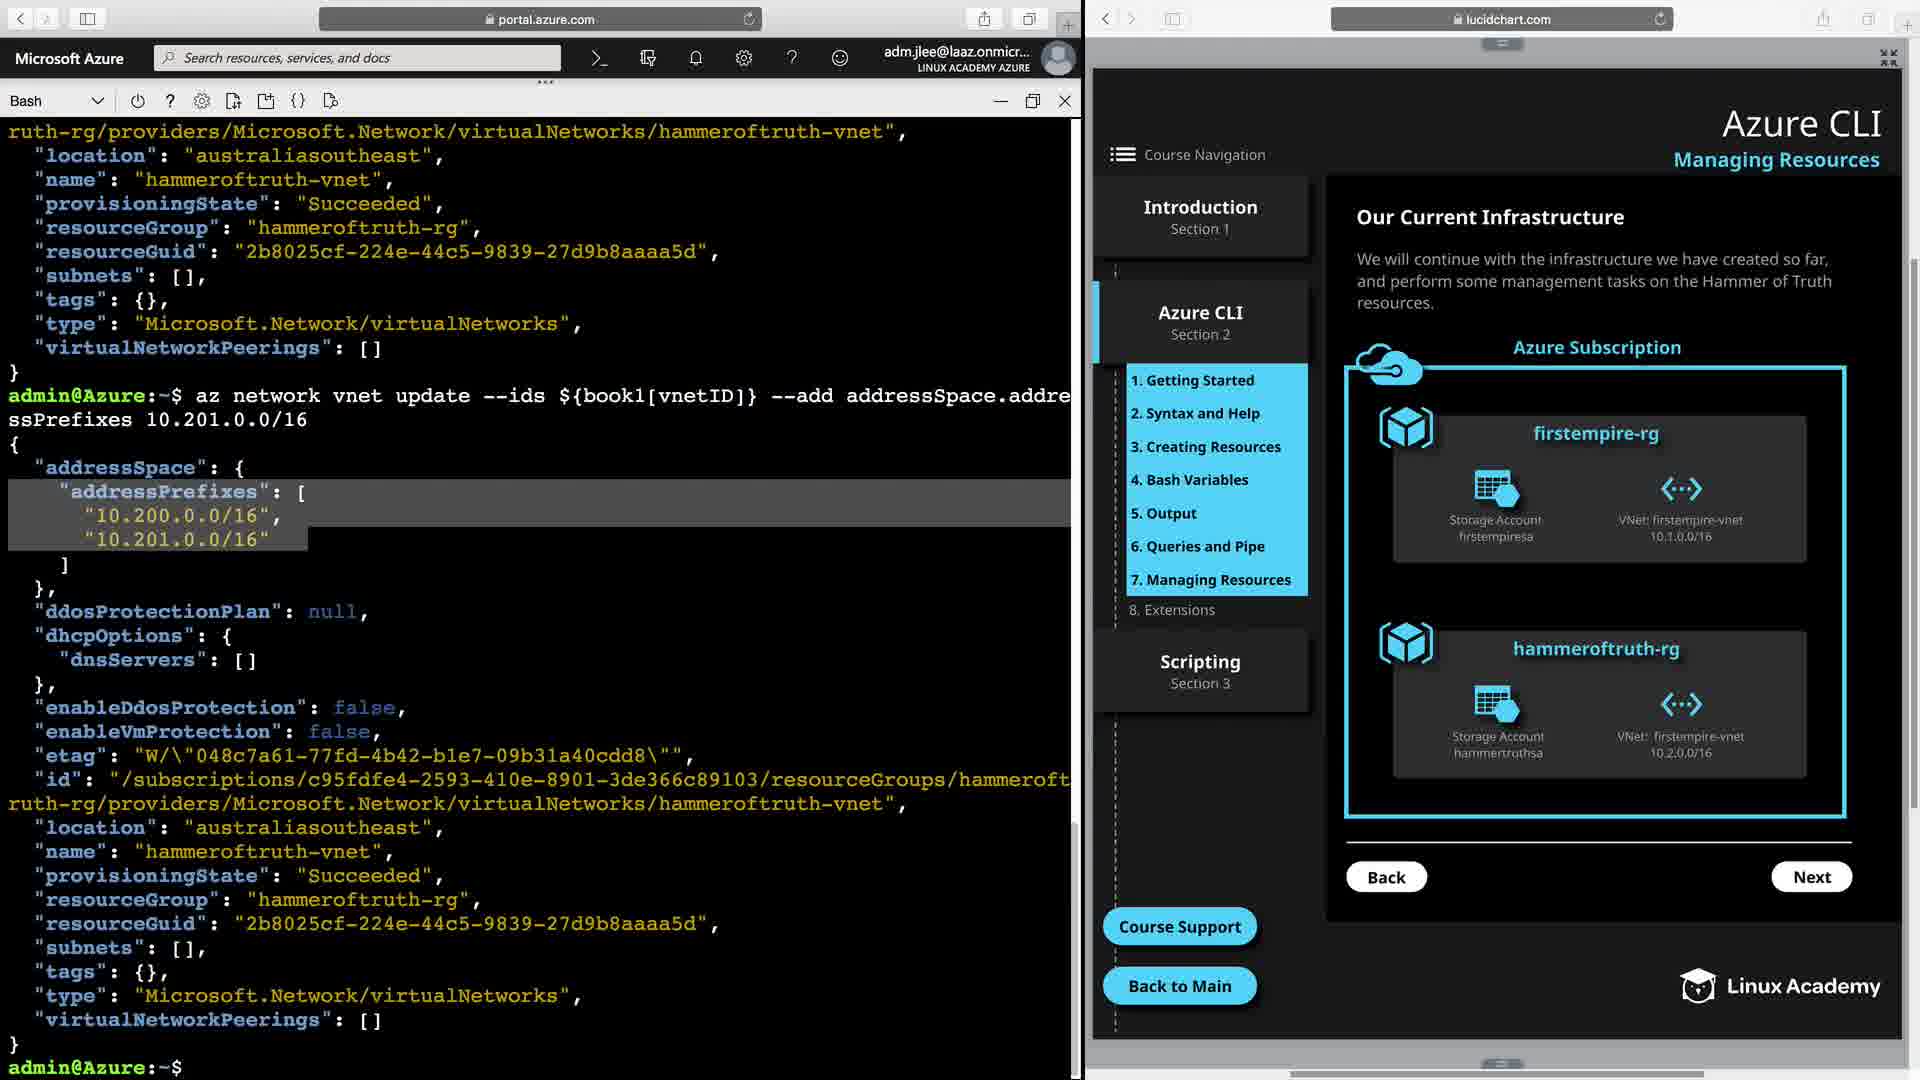 portal.azure.com
Microsoft Azure
Search resources, services, and docs
adm.jlee@laaz.onmicr...
LINUX ACADEMY AZURE
Bash
ruth-rg/providers/Microsoft.Network/virtualNetworks/hammeroftruth-vnet",
"location": "australiasoutheast",
"name": "hammeroftruth-vnet",
"provisioningState": "Succeeded",
"resourceGroup": "hammeroftruth-rg",
"resourceGuid": "2b8025cf-224e-44c5-9839-27d9b8aaaa5d",
"subnets": [],
"tags": {},
"type": "Microsoft.Network/virtualNetworks",
"virtualNetworkPeerings": []
}
admin@Azure:~$ az network vnet update --ids ${book1[vnetID]} --add addressSpace.addre
ssPrefixes 10.201.0.0/16
{
"addressSpace": {
"addressPrefixes": [
"10.200.0.0/16",
"10.201.0.0/16"
]
},
"ddosProtectionPlan": null,
"dhcpOptions": {
"dnsServers": []
},
"enableDdosProtection": false,
"enableVmProtection": false,
"etag": "W/\"048c7a61-77fd-4b42-b1e7-09b31a40cdd8\"",
"id": "/subscriptions/c95fdfe4-2593-410e-8901-3de366c89103/resourceGroups/hammeroft
ruth-rg/providers/Microsoft.Network/virtualNetworks/hammeroftruth-vnet",
"location": "australiasoutheast",
"name": "hammeroftruth-vnet",
"provisioningState": "Succeeded",
"resourceGroup": "hammeroftruth-rg",
"resourceGuid": "2b8025cf-224e-44c5-9839-27d9b8aaaa5d",
"subnets": [],
"tags": {},
"type": "Microsoft.Network/virtualNetworks",
"virtualNetworkPeerings": []
}
admin@Azure:~$
lucidchart.com
Azure CLI
Managing Resources
Course Navigation
Introduction
Section 1
Azure CLI
Section 2
1. Getting Started
2. Syntax and Help
3. Creating Resources
4. Bash Variables
5. Output
6. Queries and Pipe
7. Managing Resources
8. Extensions
Scripting
Section 3
Course Support
Back to Main
Our Current Infrastructure
We will continue with the infrastructure we have created so far,
and perform some management tasks on the Hammer of Truth
resources.
Azure Subscription
firstempire-rg
Storage Account
firstempiresa
VNet: firstempire-vnet
10.1.0.0/16
hammeroftruth-rg
Storage Account
hammertrothsa
VNet: firstempire-vnet
10.2.0.0/16
Back
Next
Linux Academy